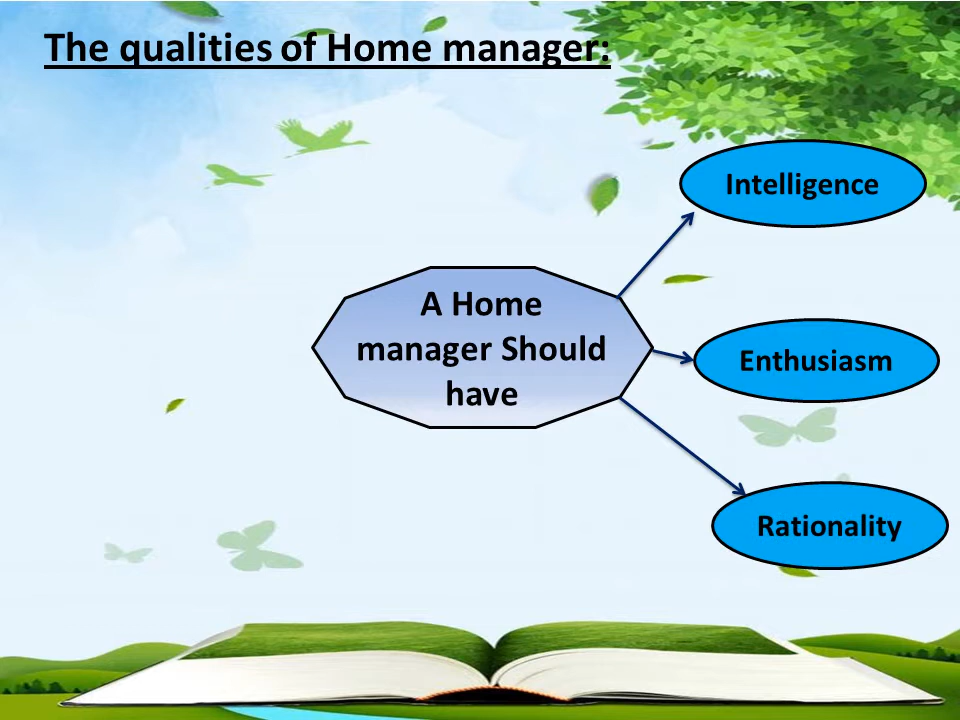 The qualities of Home manager:
Intelligence
A Home
manager Should
have
Enthusiasm
Rationality